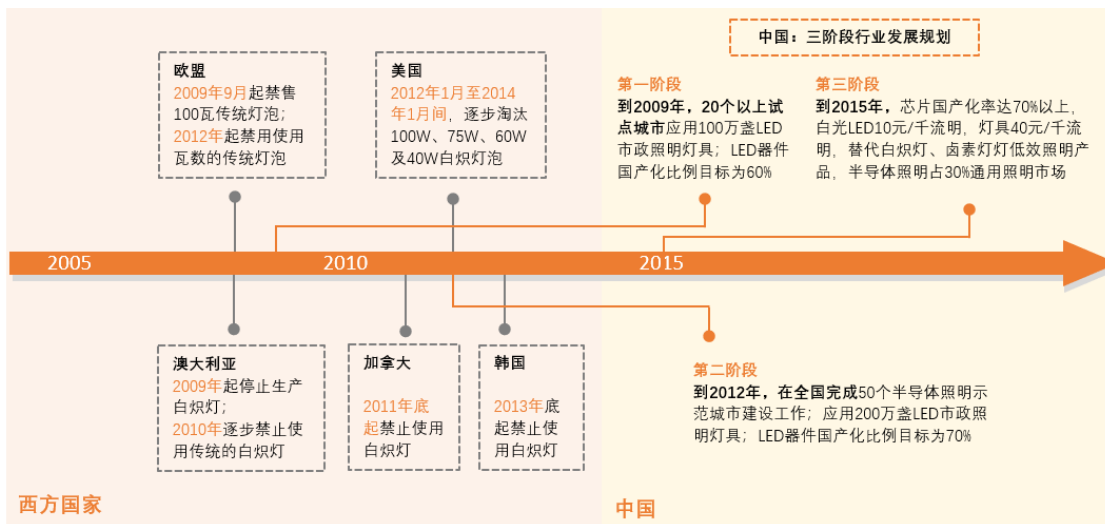 中国：三阶段行业发展规划
欧盟
2009年9月起禁售
100瓦传统灯泡；
2012年起禁用使用
瓦数的传统灯泡
美国
2012年1月至2014
年1月间，逐步淘汰
100W、75W、60W
及40W白炽灯泡
第一阶段
到2009年，20个以上试
点城市应用100万盏LED
市政照明灯具；LED器件
国产化比例目标为60%
第三阶段
到2015年，芯片国产化率达70%以上，
白光LED10元/千流明，灯具40元/千流
明，替代白炽灯、卤素灯灯低效照明产
品，半导体照明占30%通用照明市场
2005
2010
2015
澳大利亚
2009年起停止生产
白炽灯；
2010年逐步禁止使
用传统的白炽灯
加拿大
2011年底
起禁止使用
白炽灯
韩国
2013年底
起禁止使
用白炽灯
第二阶段
到2012年，在全国完成50个半导体照明示
范城市建设工作；应用200万盏LED市政照
明灯具；LED器件国产化比例目标为70%
西方国家
中国